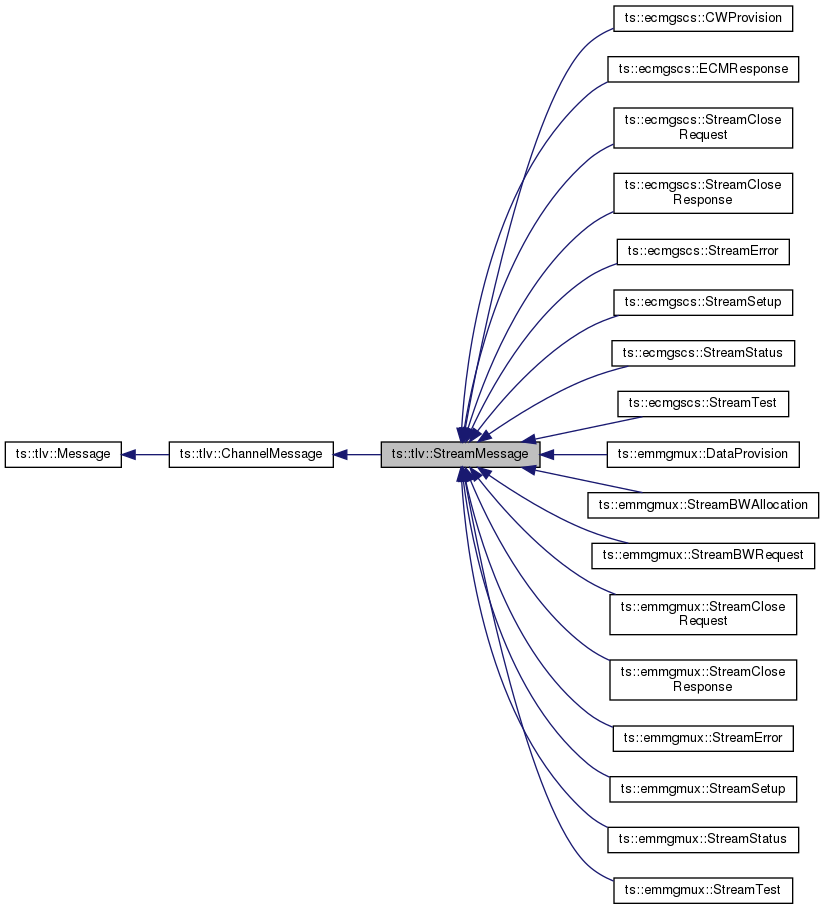 ts::ecmgscs::CWProvision
ts::ecmgscs::ECMResponse
ts::ecmgscs::StreamClose
Request
ts::ecmgscs::StreamClose
Response
ts::ecmgscs::StreamError
ts::ecmgscs::StreamSetup
ts::ecmgscs::StreamStatus
ts::ecmgscs::StreamTest
ts::tlv::Message
ts::tlv::ChannelMessage
ts::tlv::StreamMessage
ts::emmgmux::DataProvision
ts::emmgmux::StreamBWAllocation
ts::emmgmux::StreamBWRequest
ts::emmgmux::StreamClose
Request
ts::emmgmux::StreamClose
Response
ts::emmgmux::StreamError
ts::emmgmux::StreamSetup
ts::emmgmux::StreamStatus
ts::emmgmux::StreamTest